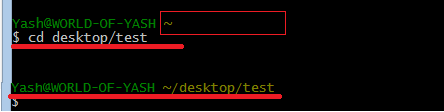 Yash@WORLD-OF-YASH ~
$ cd desktop/test
Yash@WORLD-OF-YASH ~/desktop/test
$